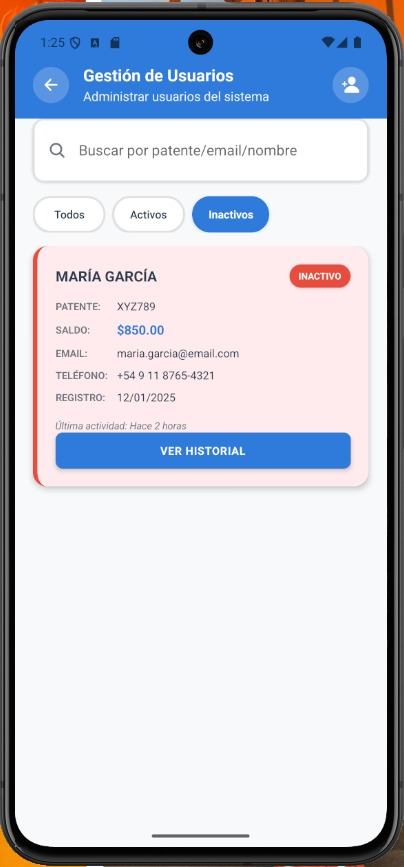 1:25
Gestión de Usuarios
Administrar usuarios del sistema
Buscar por patente/email/nombre
Todos Activos Inactivos
MARÍA GARCÍA INACTIVO
PATENTE: XYZ789
SALDO: $850.00
EMAIL: maria.garcia@email.com
TELÉFONO: +54 9 11 8765-4321
REGISTRO: 12/01/2025
Última actividad: Hace 2 horas
VER HISTORIAL